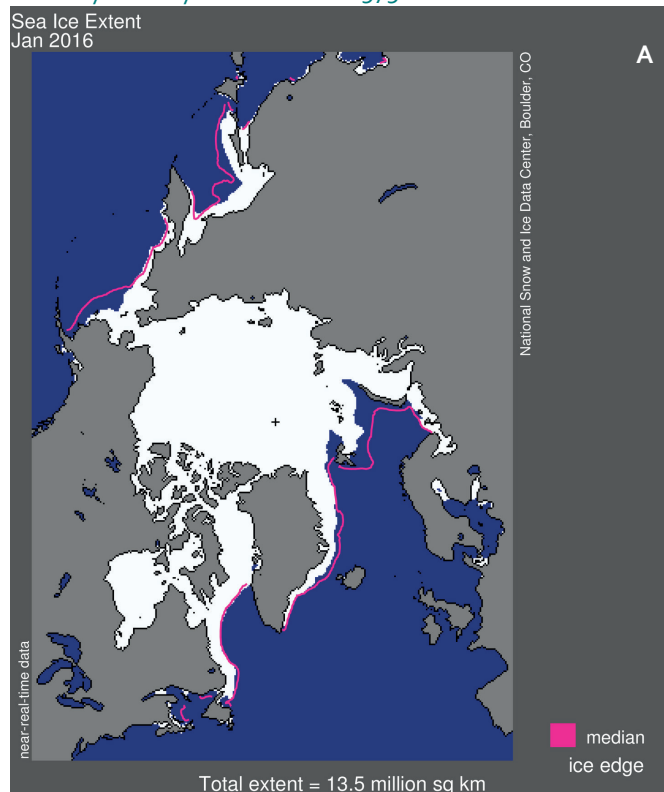 Sea Ice Extent
Jan 2016
A
National Snow and Ice Data Center, Boulder, CO
near-real-time data
median
ice edge
Total extent = 13.5 million sq km